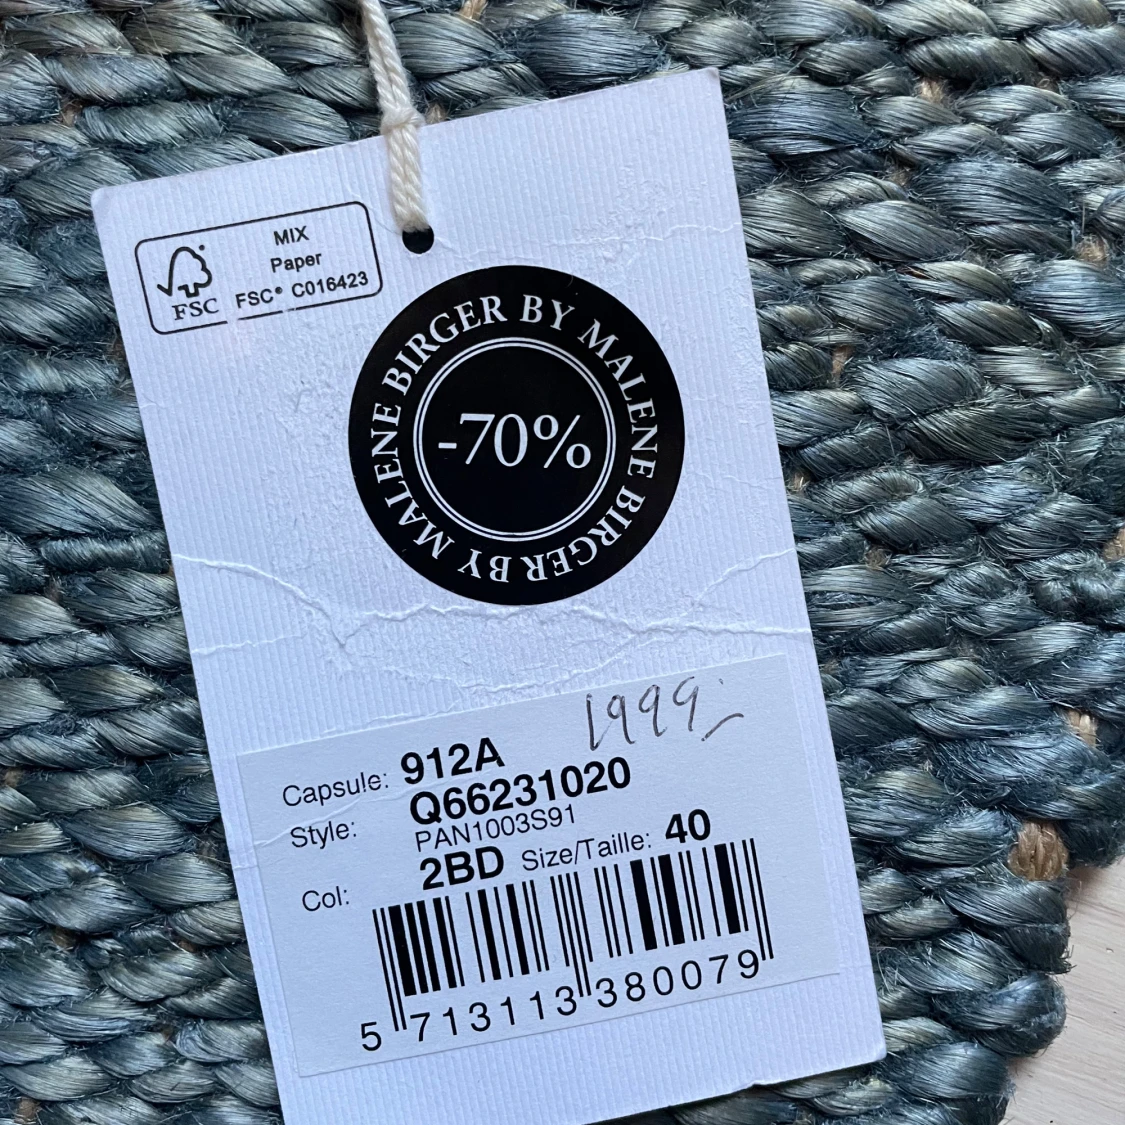 MIX
Paper
FSC® C016423
FSC
BY MALENE BIRGER BY MALENE BIRGER
-70%
1999,-
Capsule: 912A
Style: Q66231020
PAN1003S91
Col: 2BD Size/Taille: 40
5 713113 380079